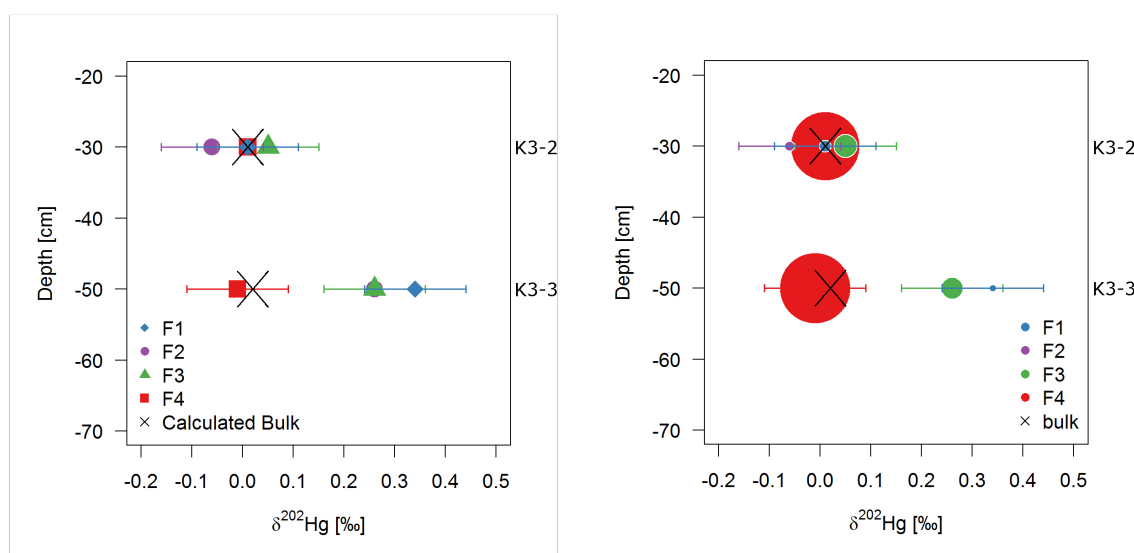 -20
-30
K3-2
-40
Depth [cm]
-50
K3-3
F1
F2
-60
F3
F4
Calculated Bulk
-70
-0.2 -0.1 0.0 0.1 0.2 0.3 0.4 0.5
δ²⁰²Hg [‰]
-20
-30
K3-2
-40
Depth [cm]
-50
K3-3
F1
F2
-60
F3
F4
bulk
-70
-0.2 -0.1 0.0 0.1 0.2 0.3 0.4 0.5
δ²⁰²Hg [‰]